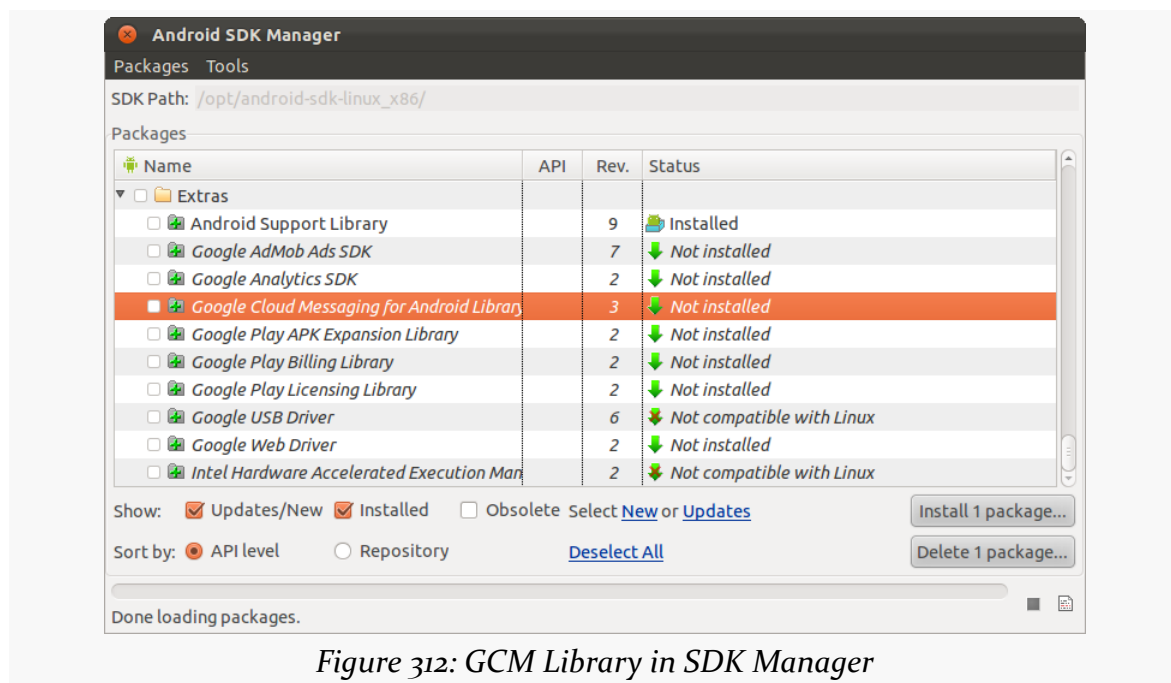 Android SDK Manager
Packages Tools
SDK Path: /opt/android-sdk-linux_x86/
Packages
Name API Rev. Status
Extras
Android Support Library 9 Installed
Google AdMob Ads SDK 7 Not installed
Google Analytics SDK 2 Not installed
Google Cloud Messaging for Android Library 3 Not installed
Google Play APK Expansion Library 2 Not installed
Google Play Billing Library 2 Not installed
Google Play Licensing Library 2 Not installed
Google USB Driver 6 Not compatible with Linux
Google Web Driver 2 Not installed
Intel Hardware Accelerated Execution Man 2 Not compatible with Linux
Show: Updates/New Installed Obsolete Select New or Updates Install 1 package...
Sort by: API level Repository Deselect All Delete 1 package...
Done loading packages.
Figure 312: GCM Library in SDK Manager